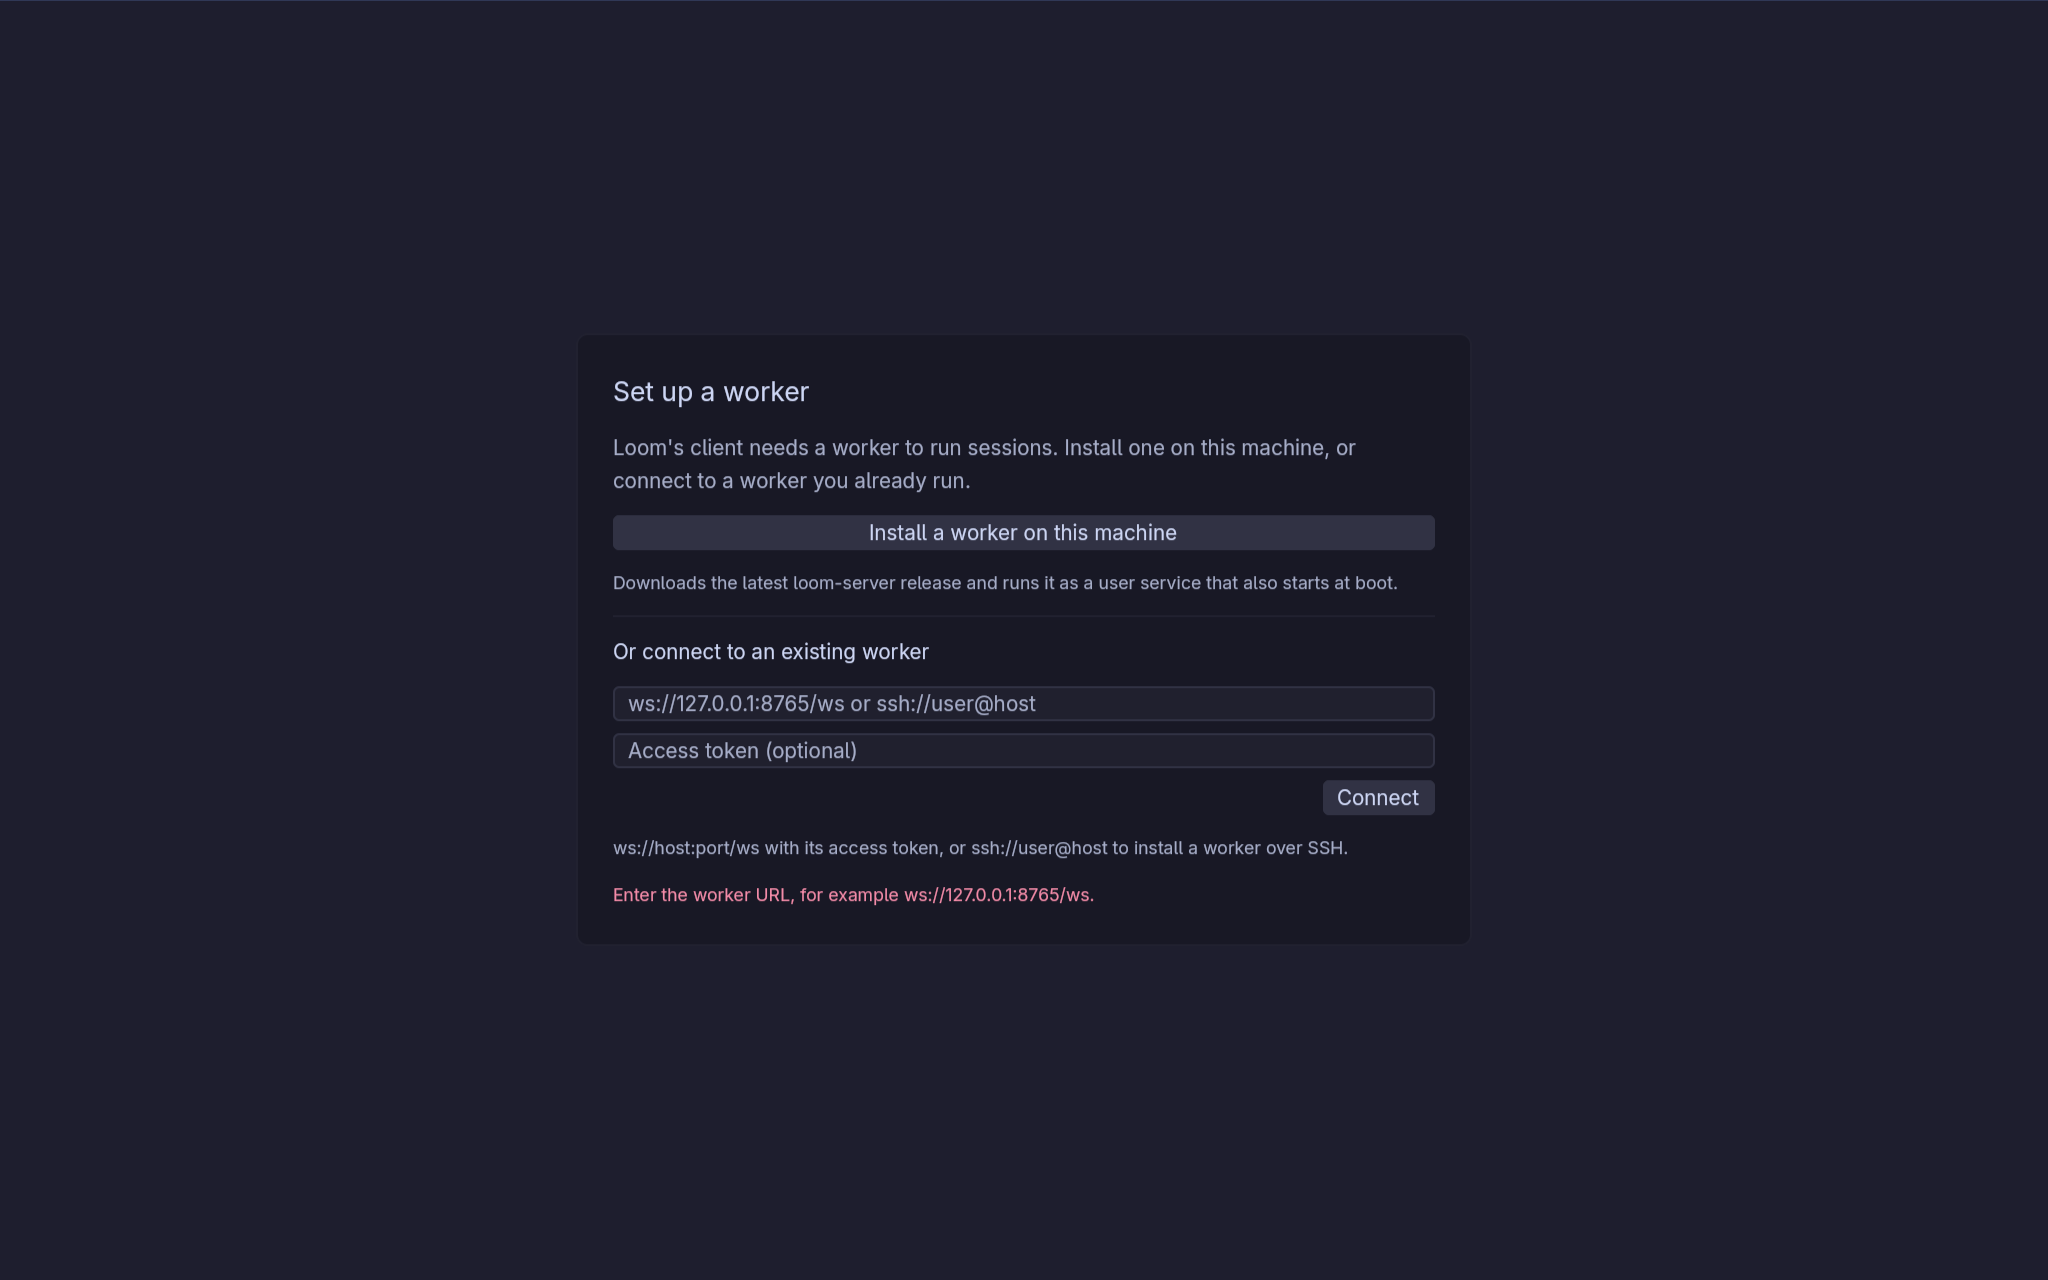 Set up a worker
Loom's client needs a worker to run sessions. Install one on this machine, or
connect to a worker you already run.
Install a worker on this machine
Downloads the latest loom-server release and runs it as a user service that also starts at boot.
Or connect to an existing worker
ws://127.0.0.1:8765/ws or ssh://user@host
Access token (optional)
Connect
ws://host:port/ws with its access token, or ssh://user@host to install a worker over SSH.
Enter the worker URL, for example ws://127.0.0.1:8765/ws.